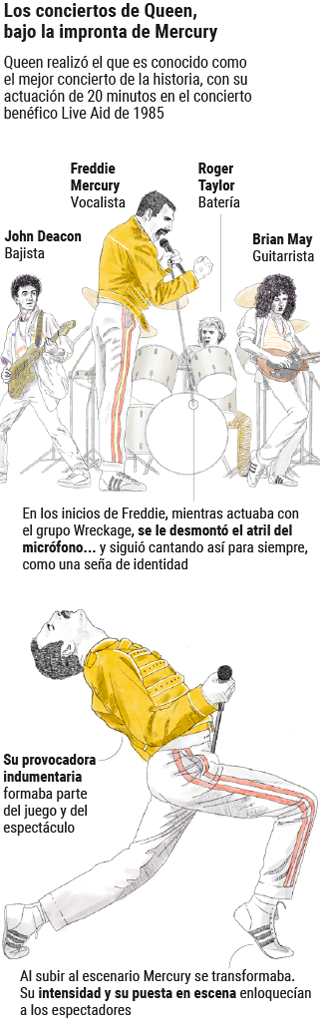 Los conciertos de Queen,
bajo la impronta de Mercury
Queen realizó el que es conocido como
el mejor concierto de la historia, con su
actuación de 20 minutos en el concierto
benéfico Live Aid de 1985
Freddie
Mercury
Vocalista
Roger
Taylor
Batería
John Deacon
Bajista
Brian May
Guitarrista
En los inicios de Freddie, mientras actuaba con
el grupo Wreckage, se le desmontó el atril del
micrófono... y siguió cantando así para siempre,
como una seña de identidad
Su provocadora
indumentaria
formaba parte
del juego y del
espectáculo
Al subir al escenario Mercury se transformaba.
Su intensidad y su puesta en escena enloquecían
a los espectadores